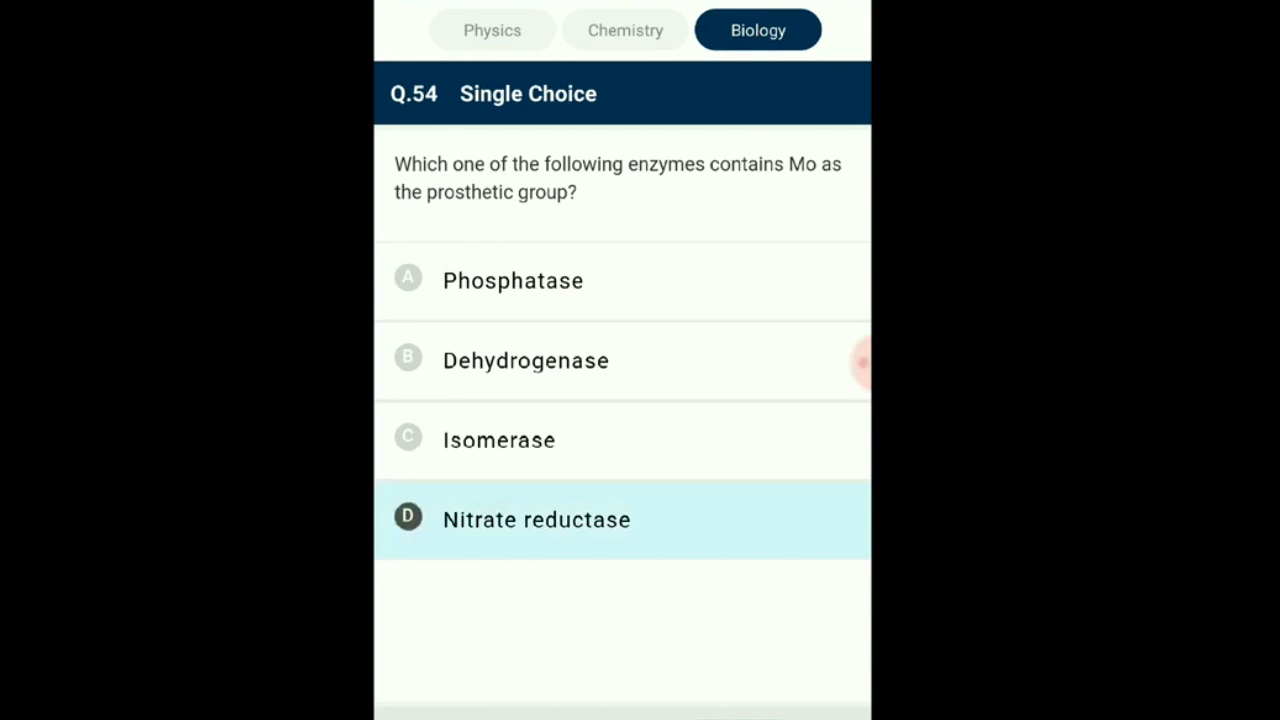 Physics Chemistry Biology
Q.54 Single Choice
Which one of the following enzymes contains Mo as
the prosthetic group?
A Phosphatase
B Dehydrogenase
C Isomerase
D Nitrate reductase